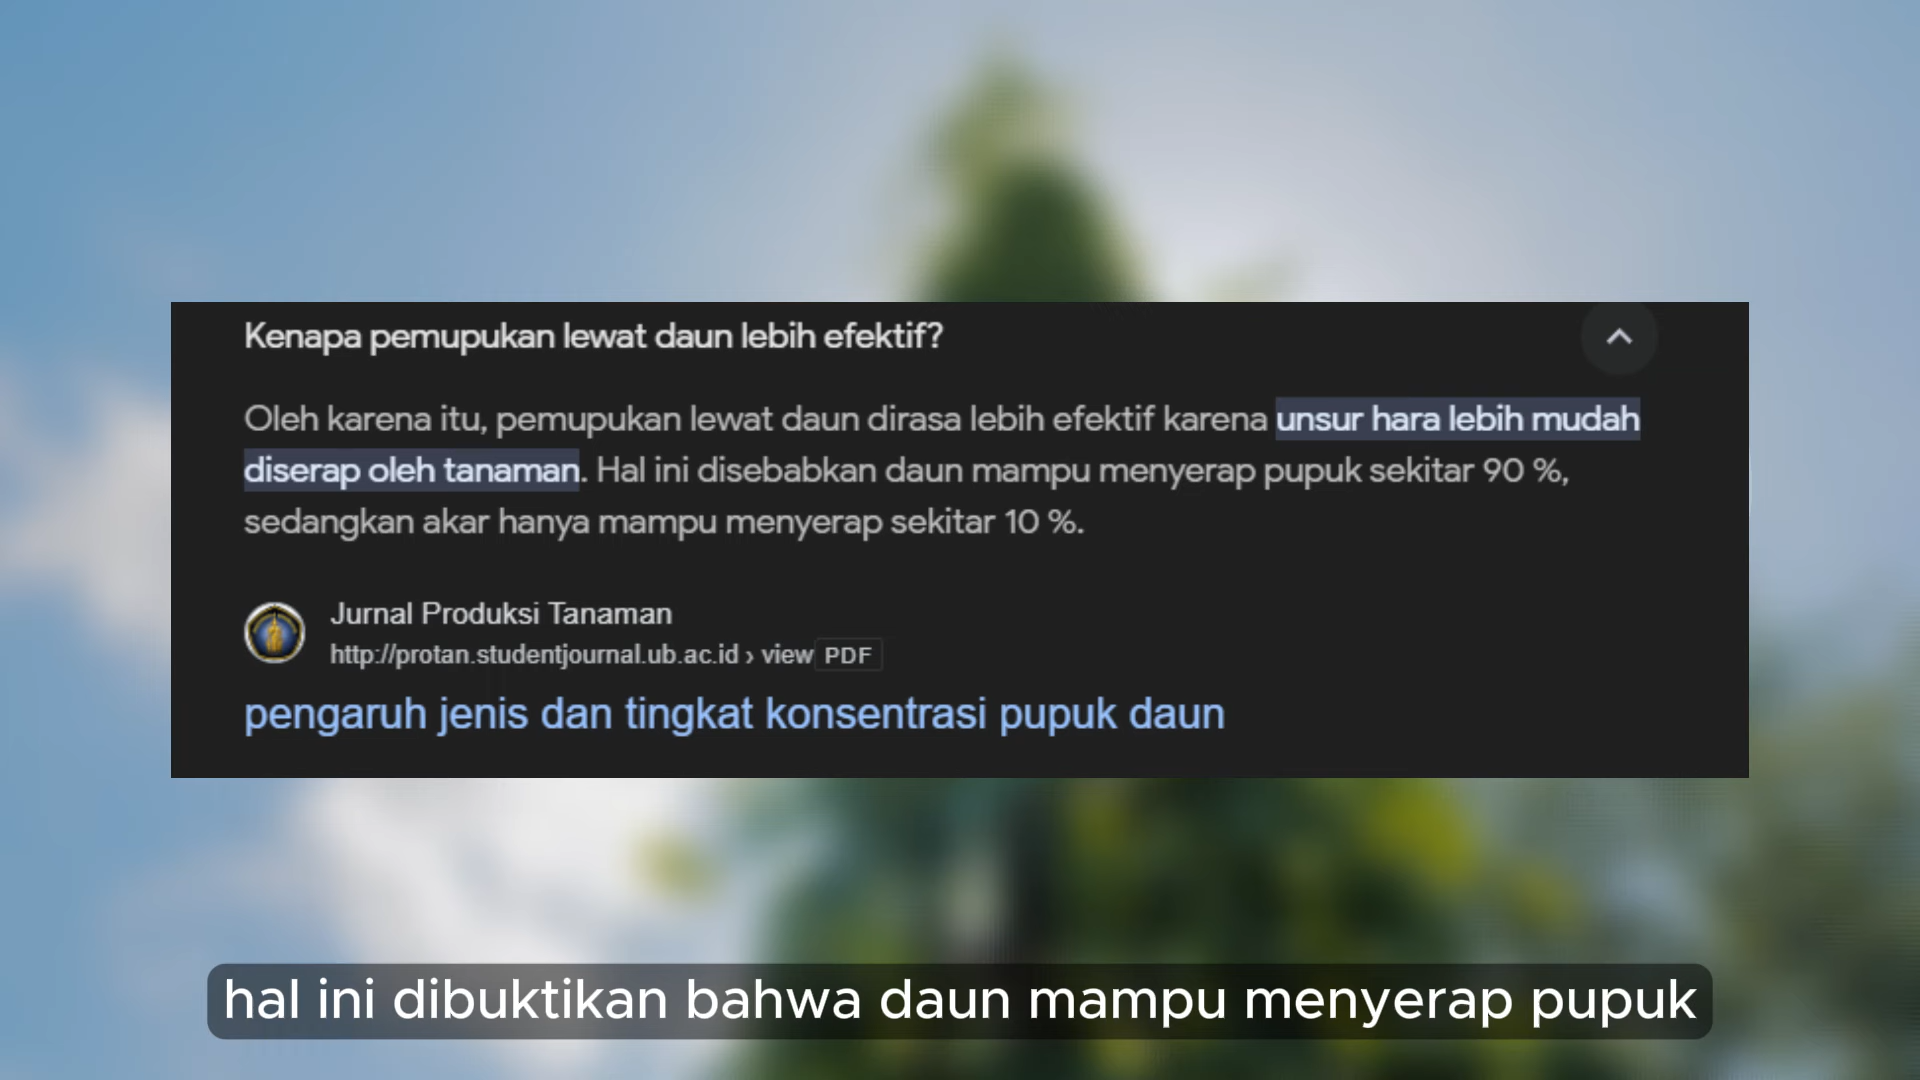 Kenapa pemupukan lewat daun lebih efektif?
Oleh karena itu, pemupukan lewat daun dirasa lebih efektif karena unsur hara lebih mudah
diserap oleh tanaman. Hal ini disebabkan daun mampu menyerap pupuk sekitar 90 %,
sedangkan akar hanya mampu menyerap sekitar 10 %.
Jurnal Produksi Tanaman
http://protan.studentjournal.ub.ac.id › view PDF
pengaruh jenis dan tingkat konsentrasi pupuk daun
hal ini dibuktikan bahwa daun mampu menyerap pupuk